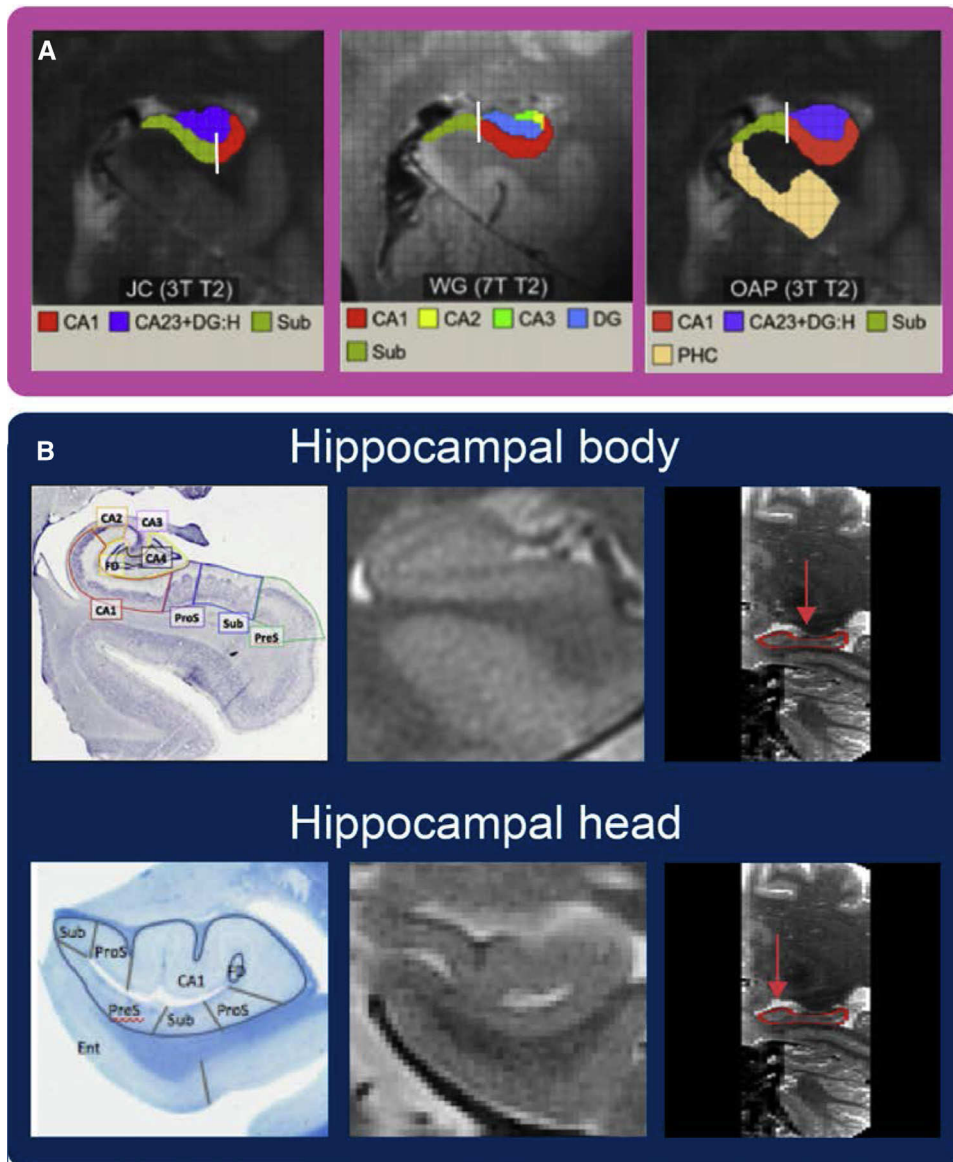 A
JC (3T T2)
CA1 CA23+DG:H Sub
WG (7T T2)
CA1 CA2 CA3 DG
Sub
OAP (3T T2)
CA1 CA23+DG:H Sub
PHC
B
Hippocampal body
CA2 CA3
FD CA4
CA1
ProS
Sub
PreS
Hippocampal head
Sub
ProS
CA1
FD
PreS
Sub
ProS
Ent